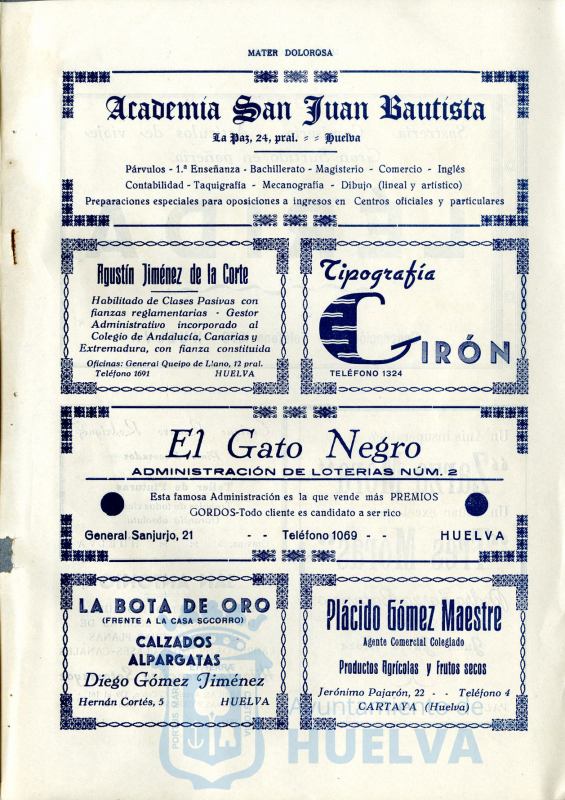 MATER DOLOROSA
Academia San Juan Bautista
La Paz, 24, pral. - - Huelva
Párvulos - 1.ª Enseñanza - Bachillerato - Magisterio - Comercio - Inglés
Contabilidad - Taquigrafía - Mecanografía - Dibujo (lineal y artístico)
Preparaciones especiales para oposiciones a ingresos en Centros oficiales y particulares
Agustín Jiménez de la Corte
Habilitado de Clases Pasivas con
fianzas reglamentarias - Gestor
Administrativo incorporado al
Colegio de Andalucía, Canarias y
Extremadura, con fianza constituída
Oficinas: General Queipo de Llano, 12 pral.
Teléfono 1691 HUELVA
Tipografía
GIRÓN
TELÉFONO 1324
El Gato Negro
ADMINISTRACIÓN DE LOTERIAS NÚM. 2
Esta famosa Administración es la que vende más PREMIOS
GORDOS-Todo cliente es candidato a ser rico
General Sanjurjo, 21 - - Teléfono 1069 - - HUELVA
LA BOTA DE ORO
(FRENTE A LA CASA SOCORRO)
CALZADOS
ALPARGATAS
Diego Gómez Jiménez
Hernán Cortés, 5 HUELVA
Plácido Gómez Maestre
Agente Comercial Colegiado
Productos Agrícolas y Frutos secos
Jerónimo Pajarón, 22 - - Teléfono 4
CARTAYA (Huelva)
Ayuntamiento de
HUELVA